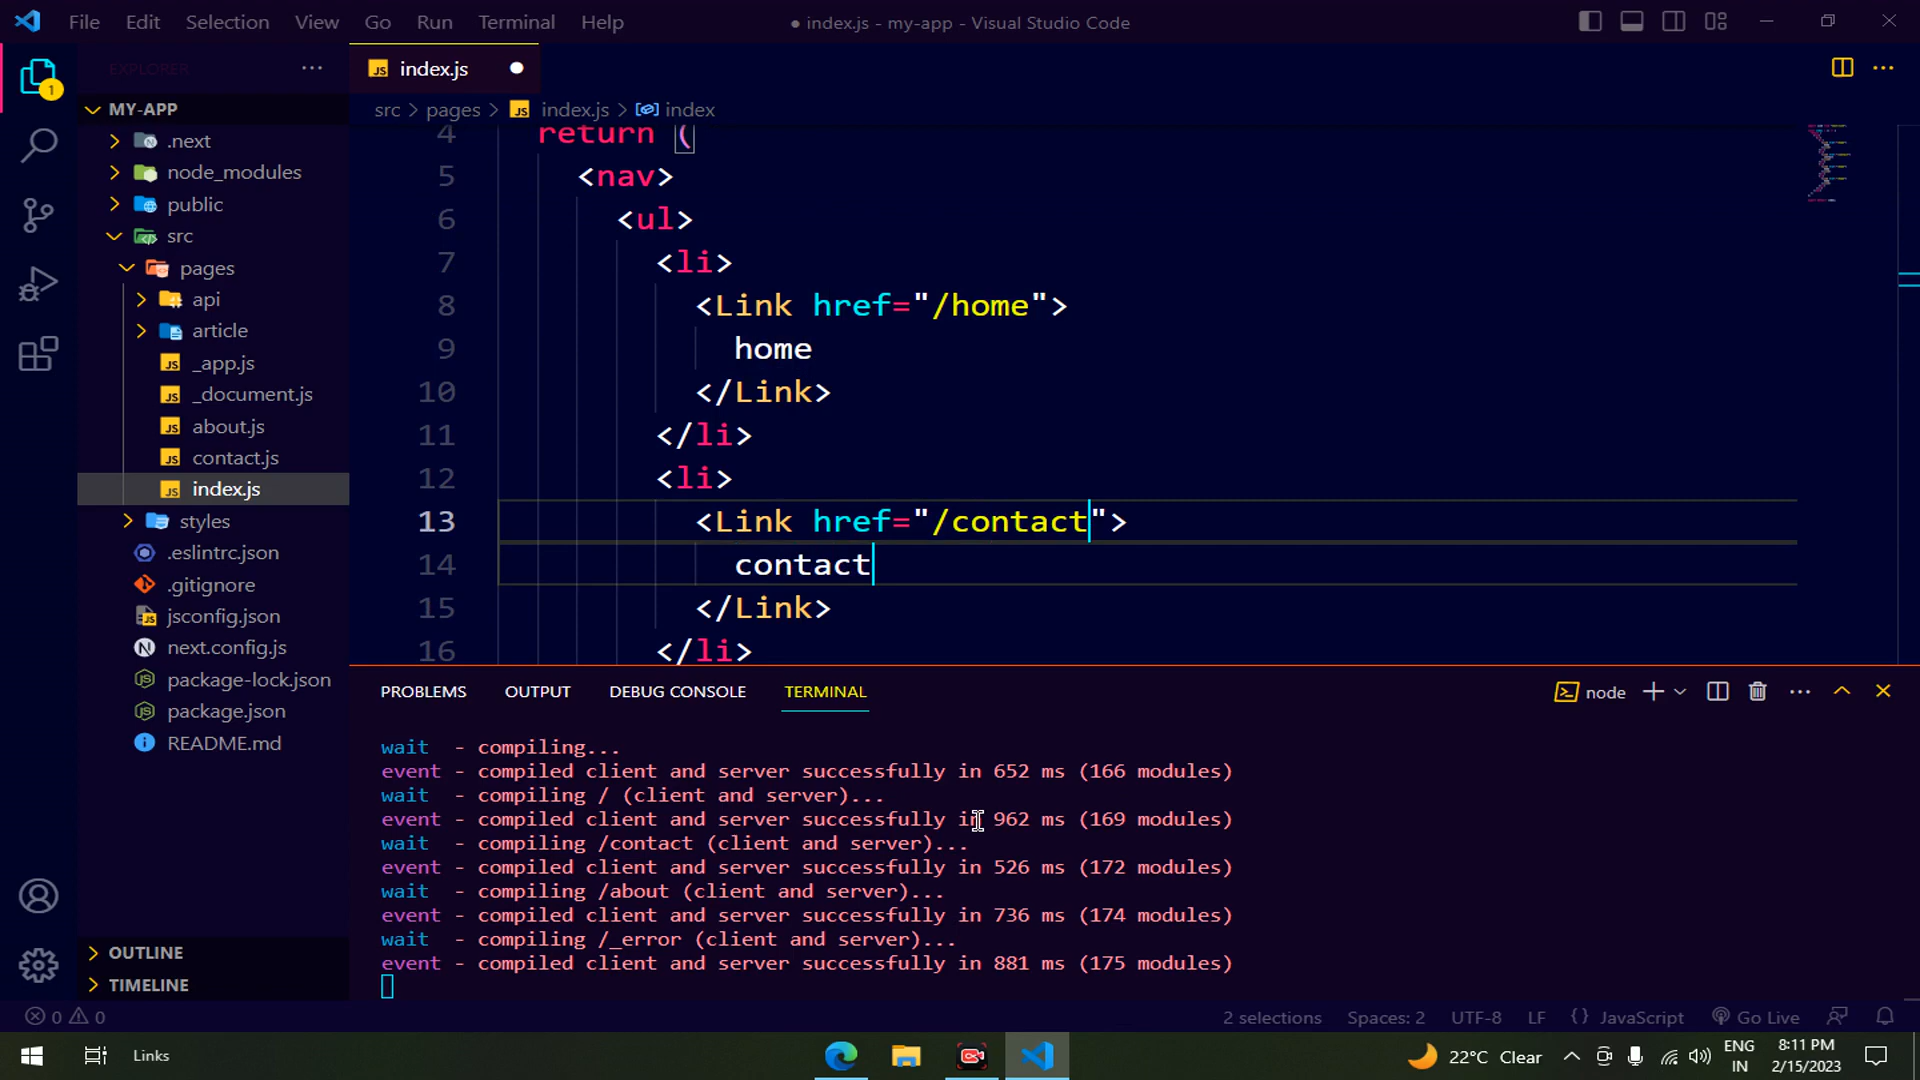 File Edit Selection View Go Run Terminal Help
● index.js - my-app - Visual Studio Code
EXPLORER ···
1
MY-APP
.next
node_modules
public
src
pages
api
article
JS _app.js
JS _document.js
JS about.js
JS contact.js
JS index.js
styles
.eslintrc.json
.gitignore
jsconfig.json
N next.config.js
package-lock.json
package.json
README.md
OUTLINE
TIMELINE
JS index.js ●
src > pages > JS index.js > index
4 return (
5 <nav>
6 <ul>
7 <li>
8 <Link href="/home">
9 home
10 </Link>
11 </li>
12 <li>
13 <Link href="/contact">
14 contact
15 </Link>
16 </li>
PROBLEMS OUTPUT DEBUG CONSOLE TERMINAL
node
wait - compiling...
event - compiled client and server successfully in 652 ms (166 modules)
wait - compiling / (client and server)...
event - compiled client and server successfully in 962 ms (169 modules)
wait - compiling /contact (client and server)...
event - compiled client and server successfully in 526 ms (172 modules)
wait - compiling /about (client and server)...
event - compiled client and server successfully in 736 ms (174 modules)
wait - compiling /_error (client and server)...
event - compiled client and server successfully in 881 ms (175 modules)
0 0
2 selections Spaces: 2 UTF-8 LF {} JavaScript Go Live
Links
22°C Clear
ENG
IN
8:11 PM
2/15/2023